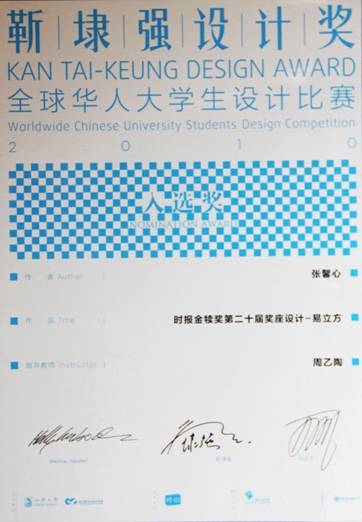 靳埭强设计奖
KAN TAI-KEUNG DESIGN AWARD
全球华人大学生设计比赛
Worldwide Chinese University Students Design Competition
2010
入选奖
NOMINATION AWARD
作者 Author
张馨心
作品 Title
时报金犊奖第二十届奖座设计-易立方
指导教师 Instructor
周乙陶